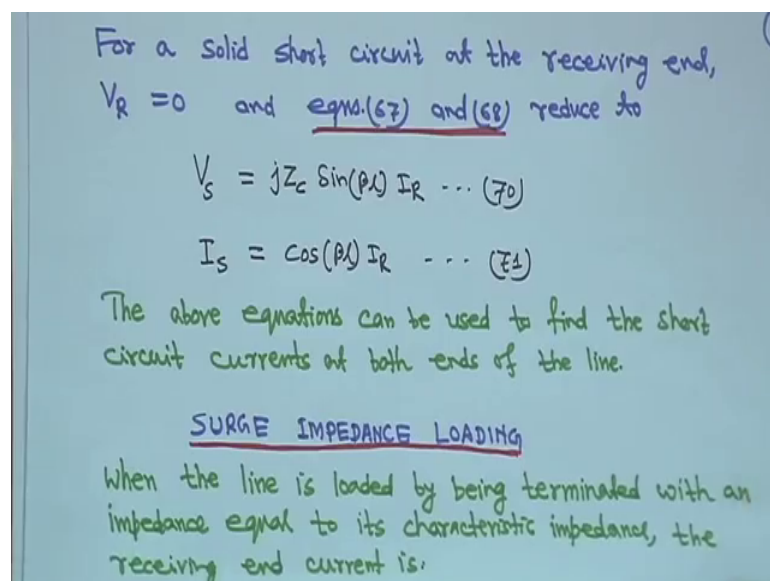 For a solid short circuit at the receiving end,
V_R = 0 and eqns.(67) and (68) reduce to
V_S = jZ_c Sin(βl) I_R ... (70)
I_S = cos(βl) I_R --- (71)
The above equations can be used to find the short
circuit currents at both ends of the line.
SURGE IMPEDANCE LOADING
When the line is loaded by being terminated with an
impedance equal to its characteristic impedance, the
receiving end current is: